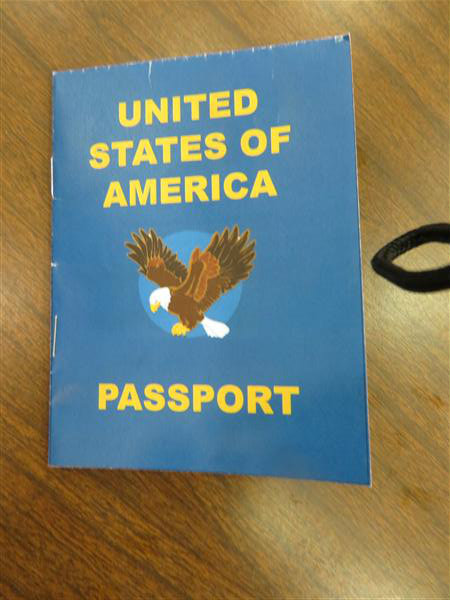 UNITED
STATES OF
AMERICA
PASSPORT